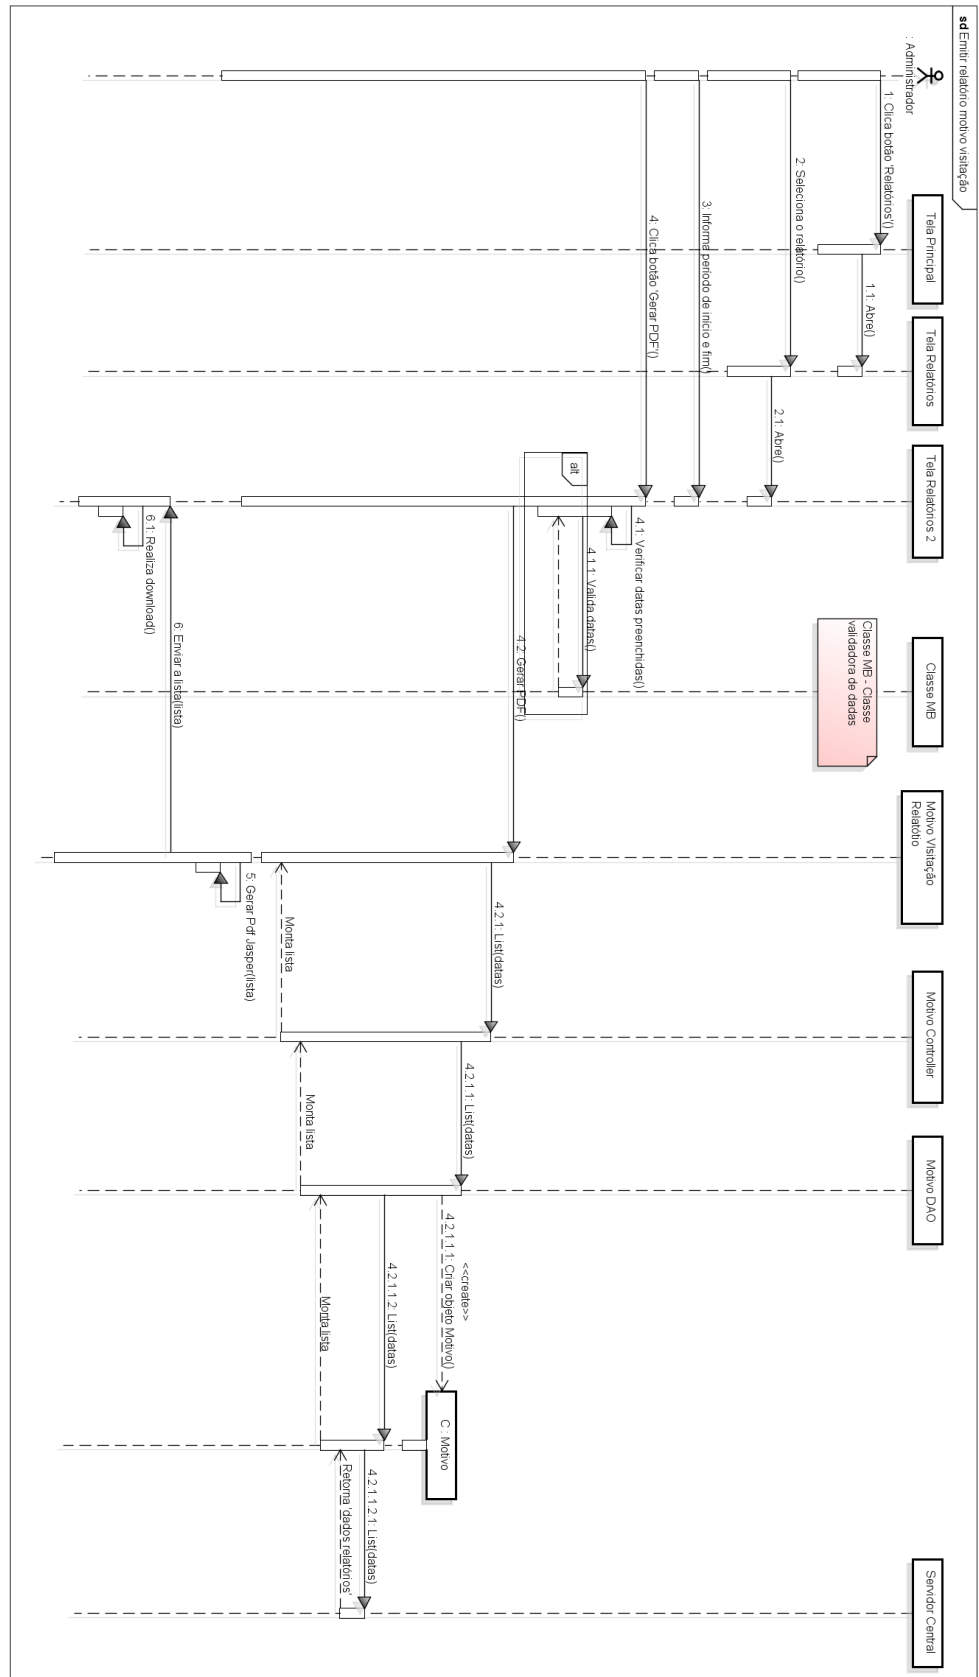 sd Emitir relatório motivo visitação
: Administrador
Tela Principal
Tela Relatórios
Tela Relatórios 2
Classe MB
Motivo Visitação
Relatótio
Motivo Controller
Motivo DAO
Servidor Central
Classe MB - Classe
validadora de dadas
1: Clica botão 'Relatórios'()
1.1: Abre()
2: Seleciona o relatório()
2.1: Abre()
3: Informa período de inicio e fim()
4: Clica botão 'Gerar PDF'()
4.1: Verificar datas preenchidas()
alt
4.1.1: Valida datas()
4.2: Gerar PDF()
4.2.1: List(datas)
4.2.1.1: List(datas)
<<create>>
4.2.1.1.1: Criar objeto Motivo()
C : Motivo
4.2.1.1.2: List(datas)
4.2.1.1.2.1: List(datas)
Retorna 'dados relatórios'
Monta lista
Monta lista
Monta lista
5: Gerar Pdf Jasper(lista)
6: Enviar a lista(lista)
6.1: Realiza download()